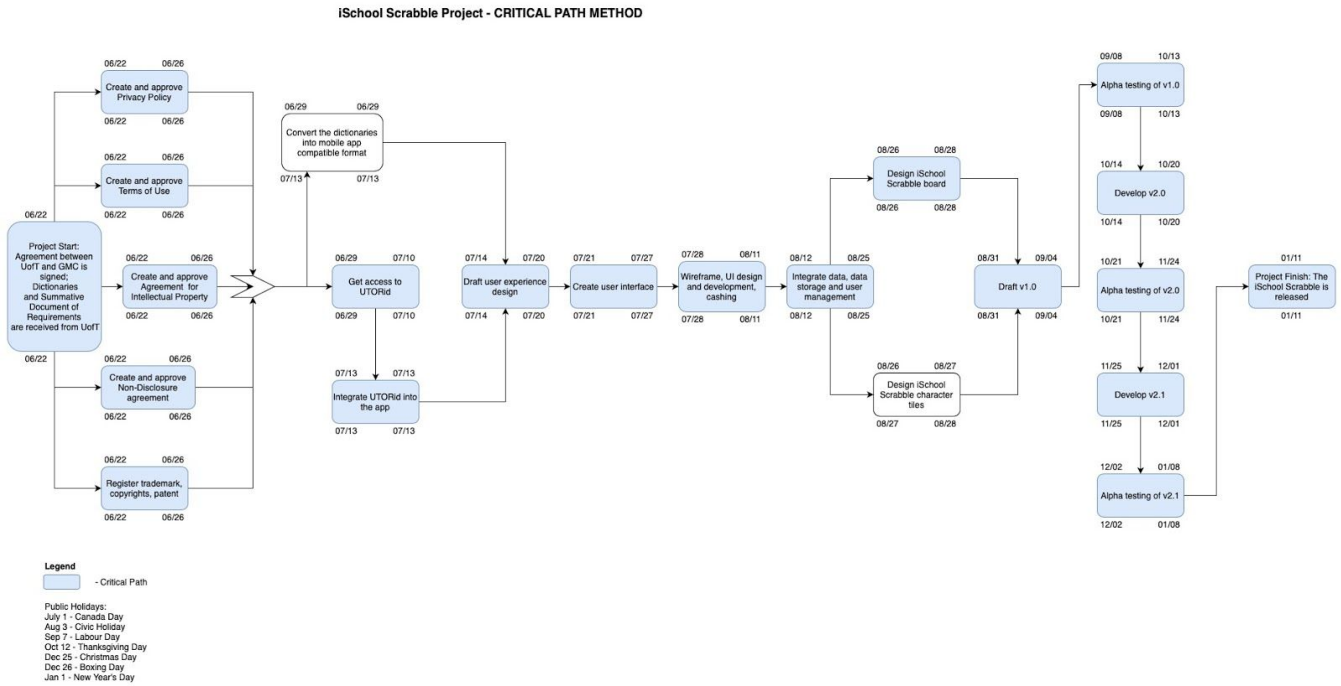 iSchool Scrabble Project - CRITICAL PATH METHOD
06/22 06/26
Create and approve
Privacy Policy
06/22 06/26
06/22 06/26
Create and approve
Terms of Use
06/22 06/26
06/22
Project Start:
Agreement between
UofT and GMC is
signed;
Dictionaries
and Summative
Document of
Requirements
are received from UofT
06/22
06/22 06/26
Create and approve
Agreement for
Intellectual Property
06/22 06/26
06/22 06/26
Create and approve
Non-Disclosure
agreement
06/22 06/26
06/22 06/26
Register trademark,
copyrights, patent
06/22 06/26
06/29 06/29
Convert the dictionaries
into mobile app
compatible format
07/13 07/13
06/29 07/10
Get access to
UTORid
06/29 07/10
07/13 07/13
Integrate UTORid into
the app
07/13 07/13
07/14 07/20
Draft user experience
design
07/14 07/20
07/21 07/27
Create user interface
07/21 07/27
07/28 08/11
Wireframe, UI design
and development,
cashing
07/28 08/11
08/12 08/25
Integrate data, data
storage and user
management
08/12 08/25
08/26 08/28
Design iSchool
Scrabble board
08/26 08/28
08/26 08/27
Design iSchool
Scrabble character
tiles
08/27 08/28
08/31 09/04
Draft v1.0
08/31 09/04
09/08 10/13
Alpha testing of v1.0
09/08 10/13
10/14 10/20
Develop v2.0
10/14 10/20
10/21 11/24
Alpha testing of v2.0
10/21 11/24
11/25 12/01
Develop v2.1
11/25 12/01
12/02 01/08
Alpha testing of v2.1
12/02 01/08
01/11
Project Finish: The
iSchool Scrabble is
released
01/11
Legend
- Critical Path
Public Holidays:
July 1 - Canada Day
Aug 3 - Civic Holiday
Sep 7 - Labour Day
Oct 12 - Thanksgiving Day
Dec 25 - Christmas Day
Dec 26 - Boxing Day
Jan 1 - New Year's Day